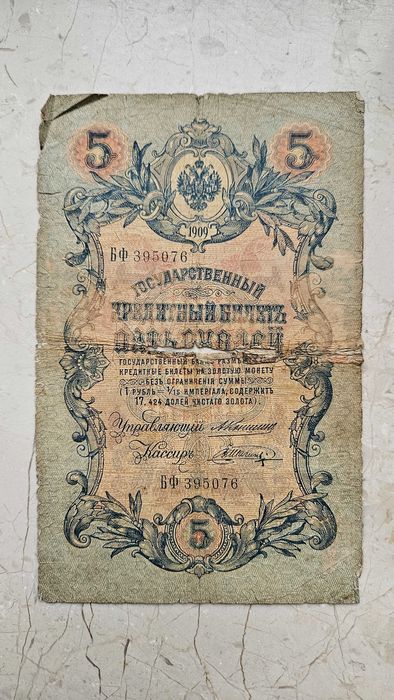 5 5
1909
БФ 395076
ГОСУДАРСТВЕННЫЙ
КРЕДИТНЫЙ БИЛЕТЪ
ПЯТЬ РУБЛЕЙ
ГОСУДАРСТВЕННЫЙ БАНКЪ РАЗМѢ
КРЕДИТНЫЕ БИЛЕТЫ НА ЗОЛОТУЮ МОНЕТУ
БЕЗЪ ОГРАНИЧЕНІЯ СУММЫ
(1 РУБЛЬ = 1/15 ИМПЕРІАЛА, СОДЕРЖИТЪ
17,424 ДОЛЕЙ ЧИСТАГО ЗОЛОТА).
Управляющій
Кассиръ
БФ 395076
5